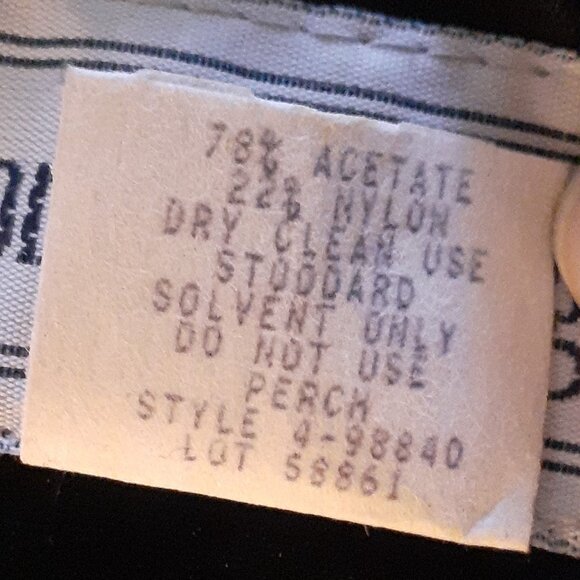 78% ACETATE
22% NYLON
DRY CLEAN USE
STODDARD
SOLVENT ONLY
DO NOT USE
PERCH
STYLE 4-98840
LOT 58861